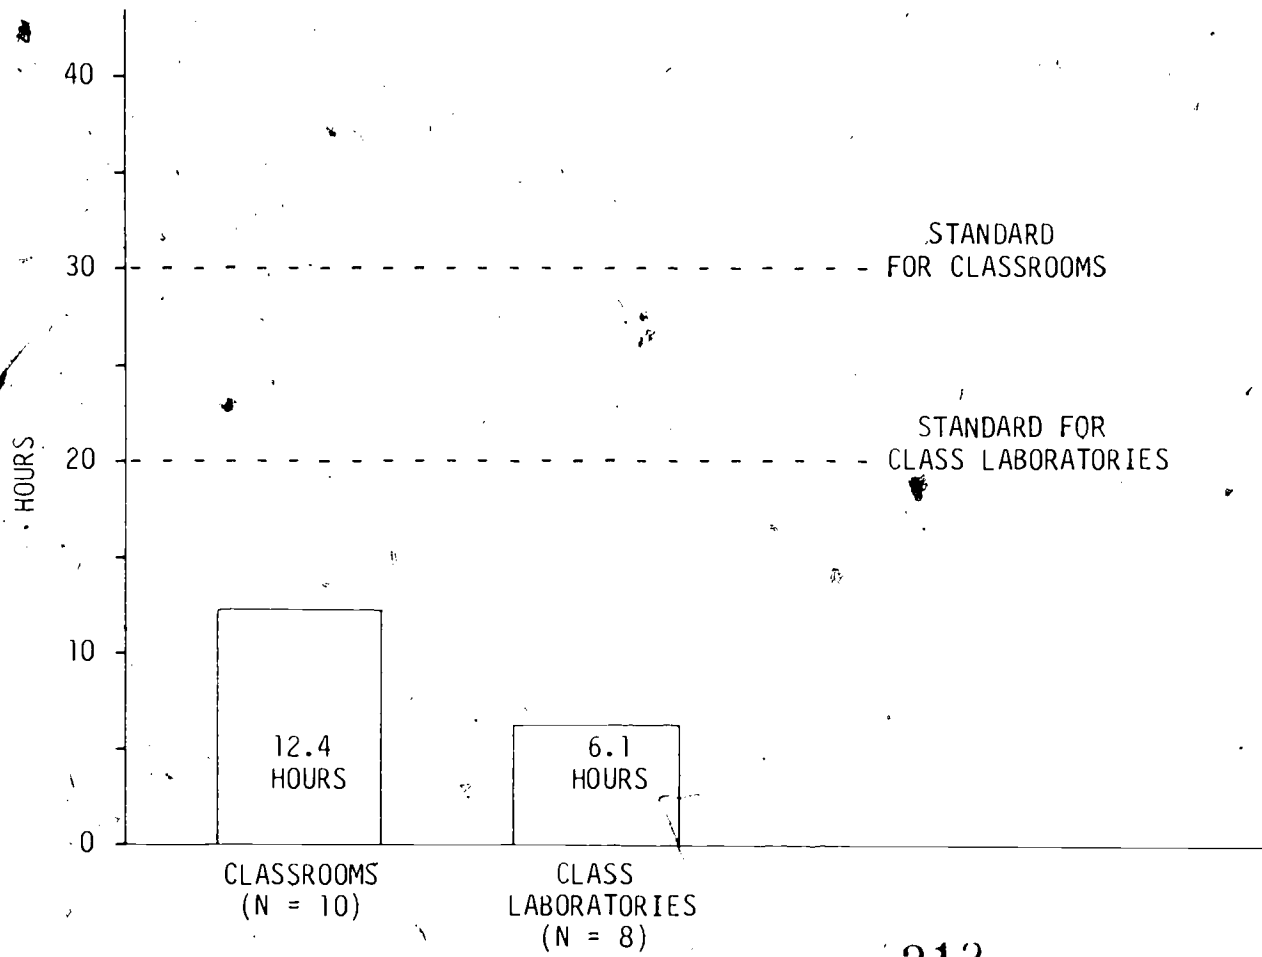 40
STANDARD
30 FOR CLASSROOMS
STANDARD FOR
20 CLASS LABORATORIES
HOURS
10
12.4
HOURS
6.1
HOURS
0
CLASSROOMS
(N = 10)
CLASS
LABORATORIES
(N = 8)